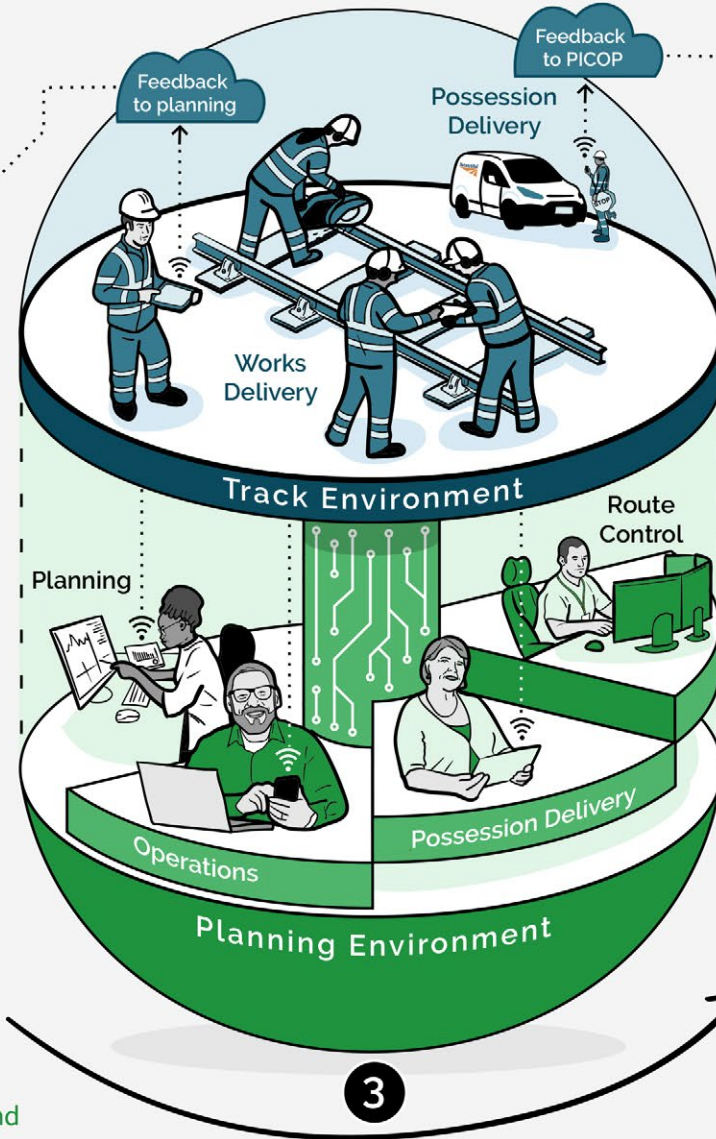 Feedback
to planning
Feedback
to PICOP
Possession
Delivery
STOP
Works
Delivery
Track Environment
Route
Control
Planning
Operations
Possession Delivery
Planning Environment
3